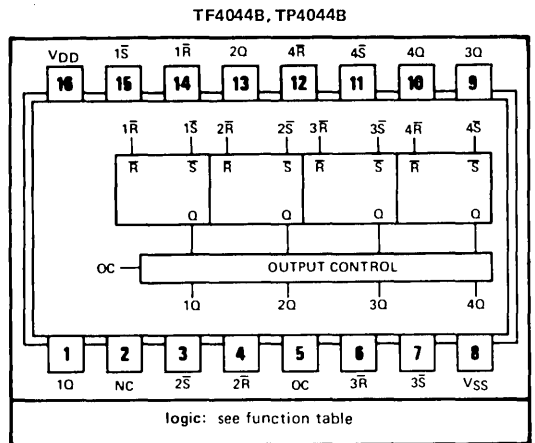 TF4044B, TP4044B
VDD 1S̅ 1R̅ 2Q 4R̅ 4S̅ 4Q 3Q
16 15 14 13 12 11 10 9
1R̅ 1S̅ 2R̅ 2S̅ 3R̅ 3S̅ 4R̅ 4S̅
R̅ S̅ R̅ S̅ R̅ S̅ R̅ S̅
Q Q Q Q
OC OUTPUT CONTROL
1Q 2Q 3Q 4Q
1 2 3 4 5 6 7 8
1Q NC 2S̅ 2R̅ OC 3R̅ 3S̅ VSS
logic: see function table